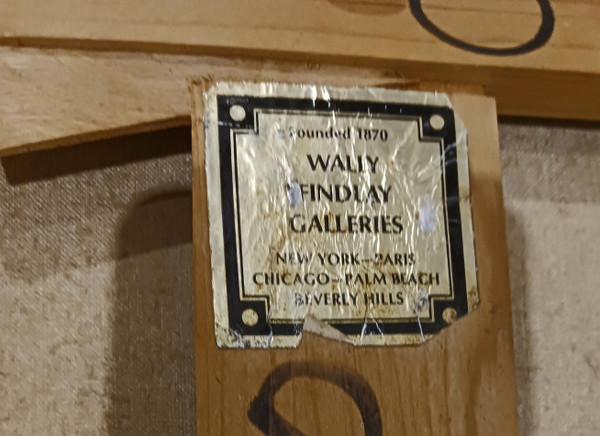 Founded 1870
WALLY
FINDLAY
GALLERIES
NEW YORK–PARIS
CHICAGO–PALM BEACH
BEVERLY HILLS